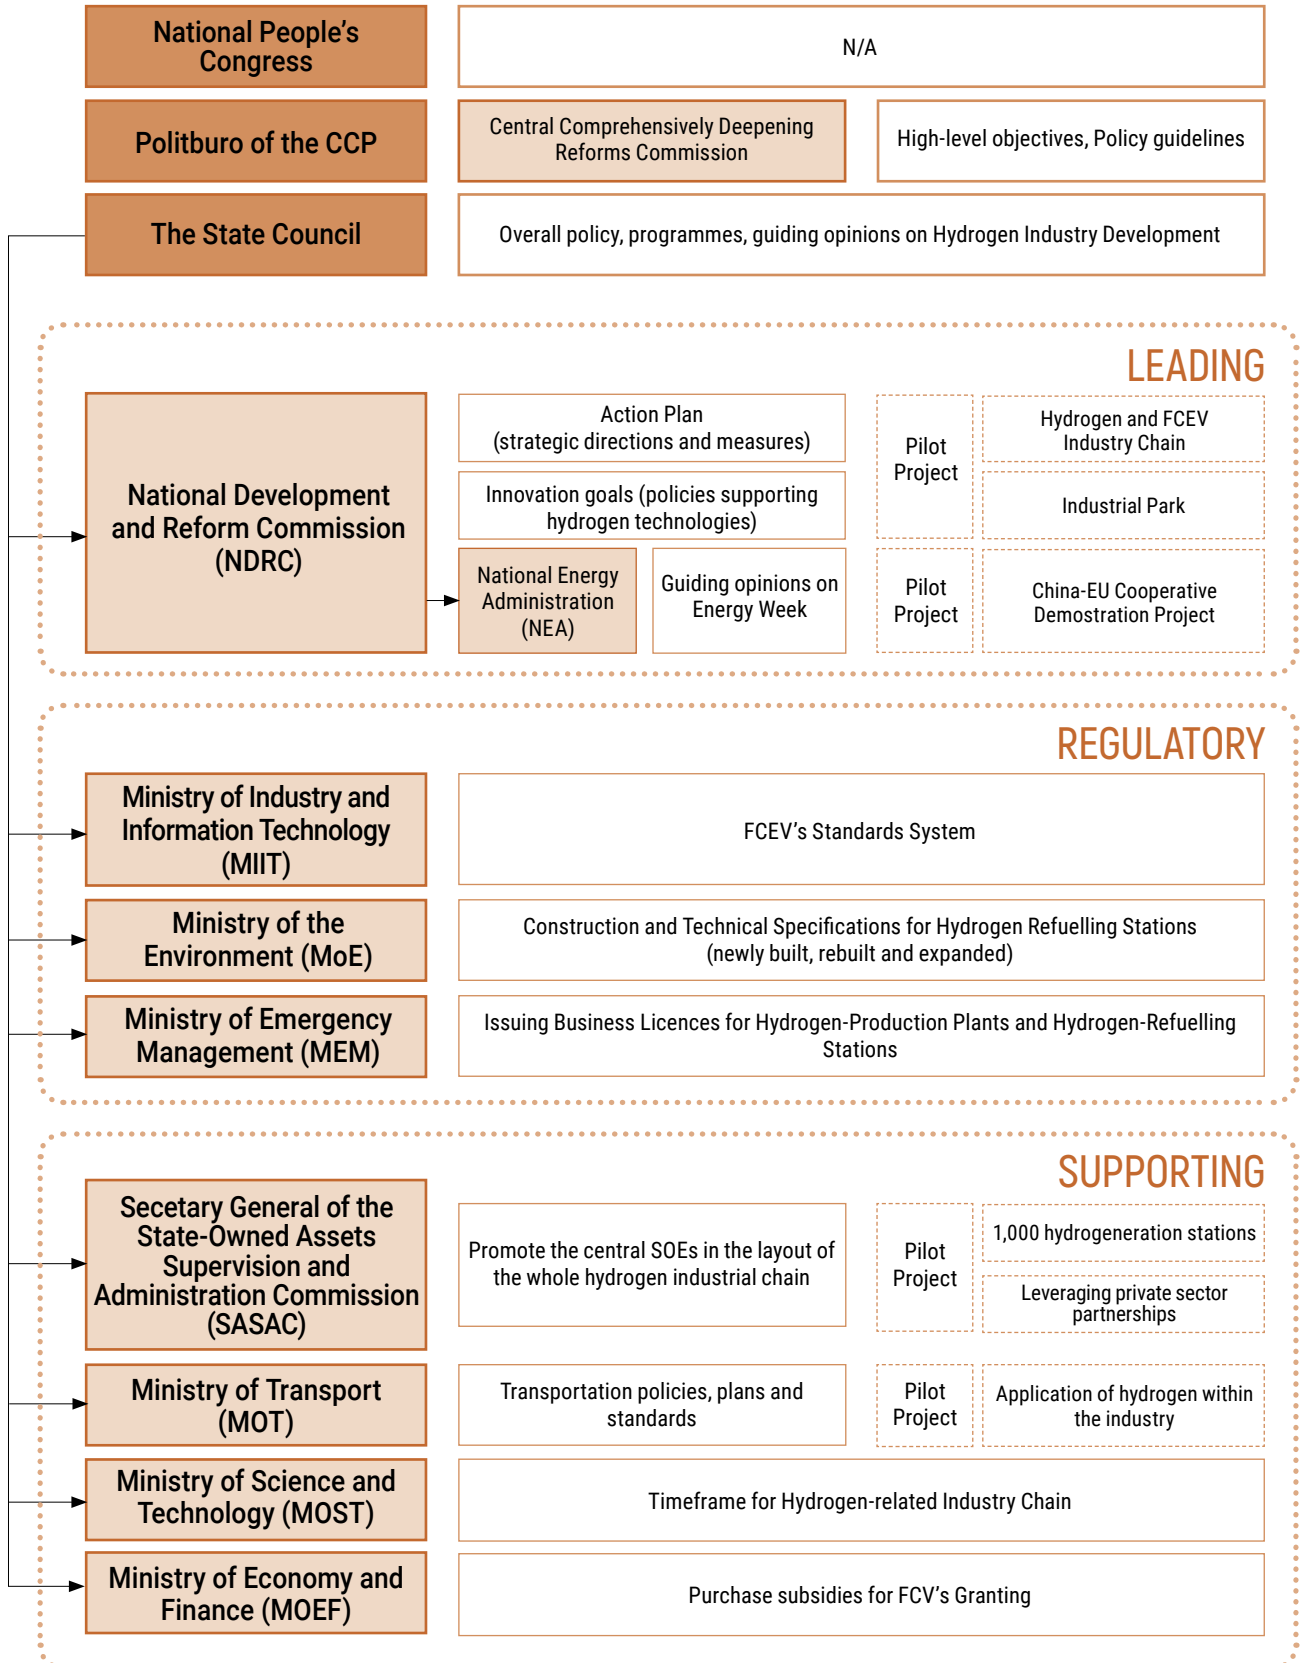 National People's
Congress
N/A
Politburo of the CCP
Central Comprehensively Deepening
Reforms Commission
High-level objectives, Policy guidelines
The State Council
Overall policy, programmes, guiding opinions on Hydrogen Industry Development
LEADING
National Development
and Reform Commission
(NDRC)
Action Plan
(strategic directions and measures)
Innovation goals (policies supporting
hydrogen technologies)
National Energy
Administration
(NEA)
Guiding opinions on
Energy Week
Pilot
Project
Hydrogen and FCEV
Industry Chain
Industrial Park
Pilot
Project
China-EU Cooperative
Demostration Project
REGULATORY
Ministry of Industry and
Information Technology
(MIIT)
FCEV's Standards System
Ministry of the
Environment (MoE)
Construction and Technical Specifications for Hydrogen Refuelling Stations
(newly built, rebuilt and expanded)
Ministry of Emergency
Management (MEM)
Issuing Business Licences for Hydrogen-Production Plants and Hydrogen-Refuelling
Stations
SUPPORTING
Secetary General of the
State-Owned Assets
Supervision and
Administration Commission
(SASAC)
Promote the central SOEs in the layout of
the whole hydrogen industrial chain
Pilot
Project
1,000 hydrogeneration stations
Leveraging private sector
partnerships
Ministry of Transport
(MOT)
Transportation policies, plans and
standards
Pilot
Project
Application of hydrogen within
the industry
Ministry of Science and
Technology (MOST)
Timeframe for Hydrogen-related Industry Chain
Ministry of Economy and
Finance (MOEF)
Purchase subsidies for FCV's Granting